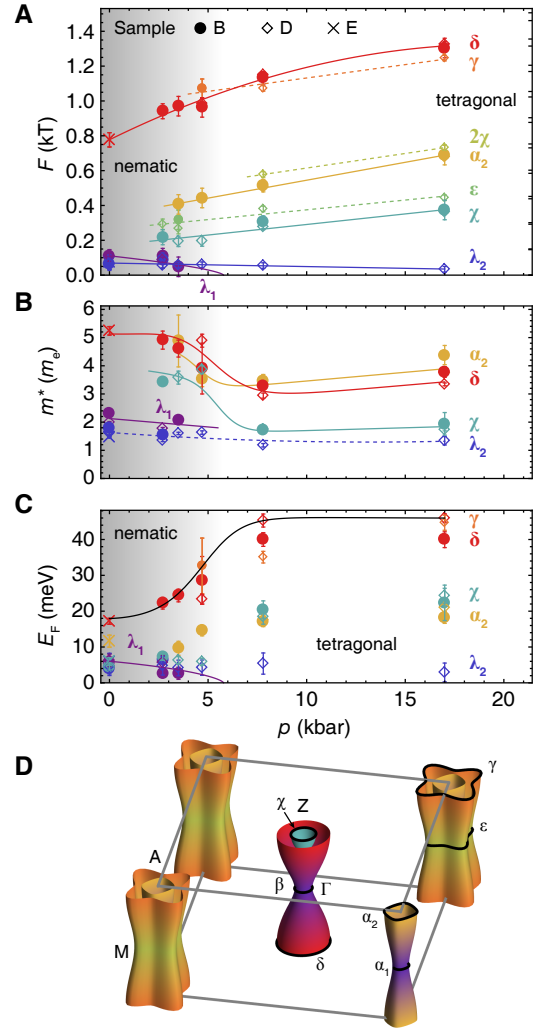 A
Sample B D E
1.4
1.2
1.0
0.8
0.6
0.4
0.2
0.0
F (kT)
nematic
tetragonal
δ
γ
2χ
α2
ε
χ
λ2
λ1
B
6
5
4
3
2
1
0
m* (me)
λ1
α2
δ
χ
λ2
C
40
30
20
10
0
EF (meV)
nematic
λ1
tetragonal
γ
δ
χ
α2
λ2
0 5 10 15 20
p (kbar)
D
γ
χ Z
ε
A
β Γ
α2
M
α1
δ